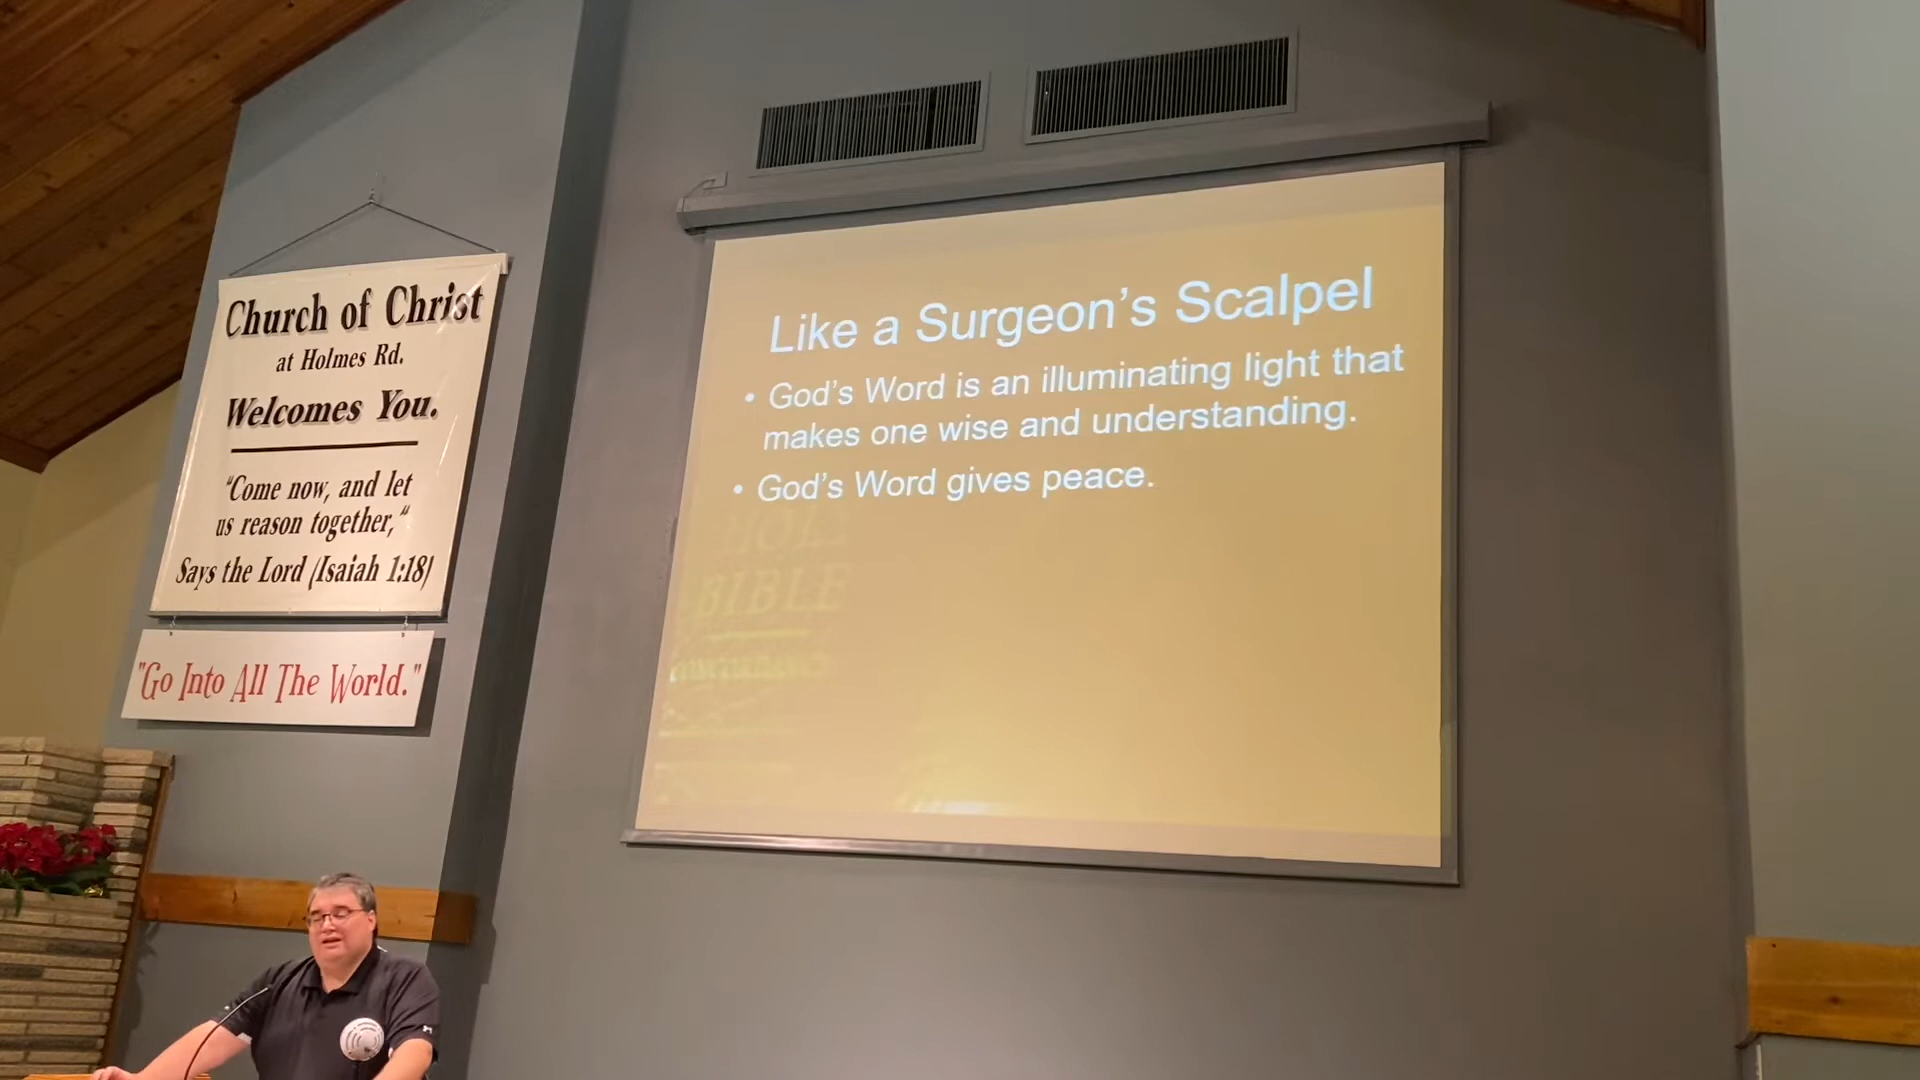 Church of Christ
at Holmes Rd.
Welcomes You.
"Come now, and let
us reason together,"
Says the Lord (Isaiah 1:18)
"Go Into All The World."
Like a Surgeon's Scalpel
• God's Word is an illuminating light that
makes one wise and understanding.
• God's Word gives peace.
HOLY
BIBLE